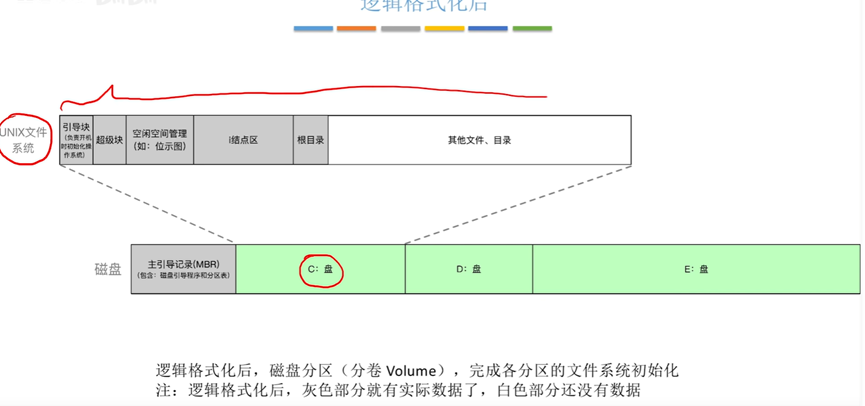 逻辑格式化后
UNIX文件
系统
引导块
(负责开机
时初始化操
作系统)
超级块
空闲空间管理
(如：位示图)
i结点区
根目录
其他文件、目录
磁盘
主引导记录(MBR)
(包含：磁盘引导程序和分区表)
C：盘
D：盘
E：盘
逻辑格式化后，磁盘分区（分卷 Volume），完成各分区的文件系统初始化
注：逻辑格式化后，灰色部分就有实际数据了，白色部分还没有数据